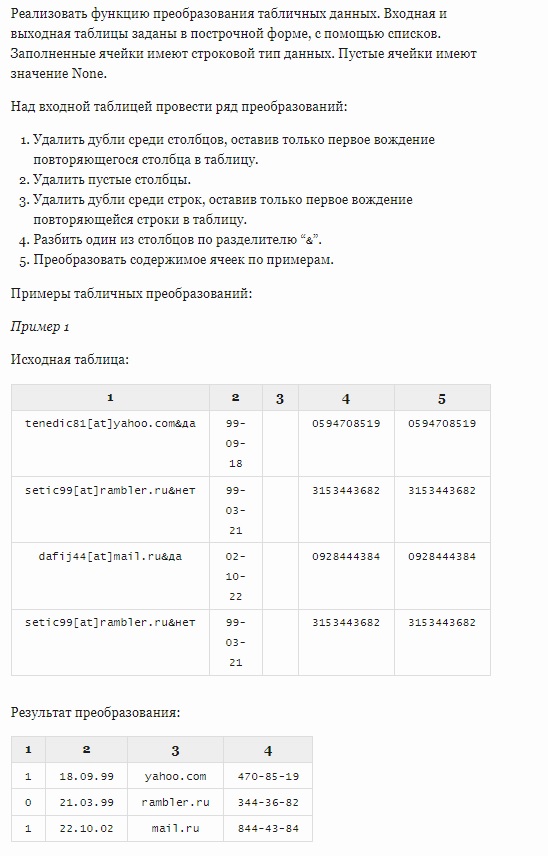 Реализовать функцию преобразования табличных данных. Входная и
выходная таблицы заданы в построчной форме, с помощью списков.
Заполненные ячейки имеют строковой тип данных. Пустые ячейки имеют
значение None.
Над входной таблицей провести ряд преобразований:
1. Удалить дубли среди столбцов, оставив только первое вождение
повторяющегося столбца в таблицу.
2. Удалить пустые столбцы.
3. Удалить дубли среди строк, оставив только первое вождение
повторяющейся строки в таблицу.
4. Разбить один из столбцов по разделителю “&”.
5. Преобразовать содержимое ячеек по примерам.
Примеры табличных преобразований:
Пример 1
Исходная таблица:
1 2 3 4 5
tenedic81[at]yahoo.com&да 99- 0594708519 0594708519
09-
18
setic99[at]rambler.ru&нет 99- 3153443682 3153443682
03-
21
dafij44[at]mail.ru&да 02- 0928444384 0928444384
10-
22
setic99[at]rambler.ru&нет 99- 3153443682 3153443682
03-
21
Результат преобразования:
1 2 3 4
1 18.09.99 yahoo.com 470-85-19
0 21.03.99 rambler.ru 344-36-82
1 22.10.02 mail.ru 844-43-84